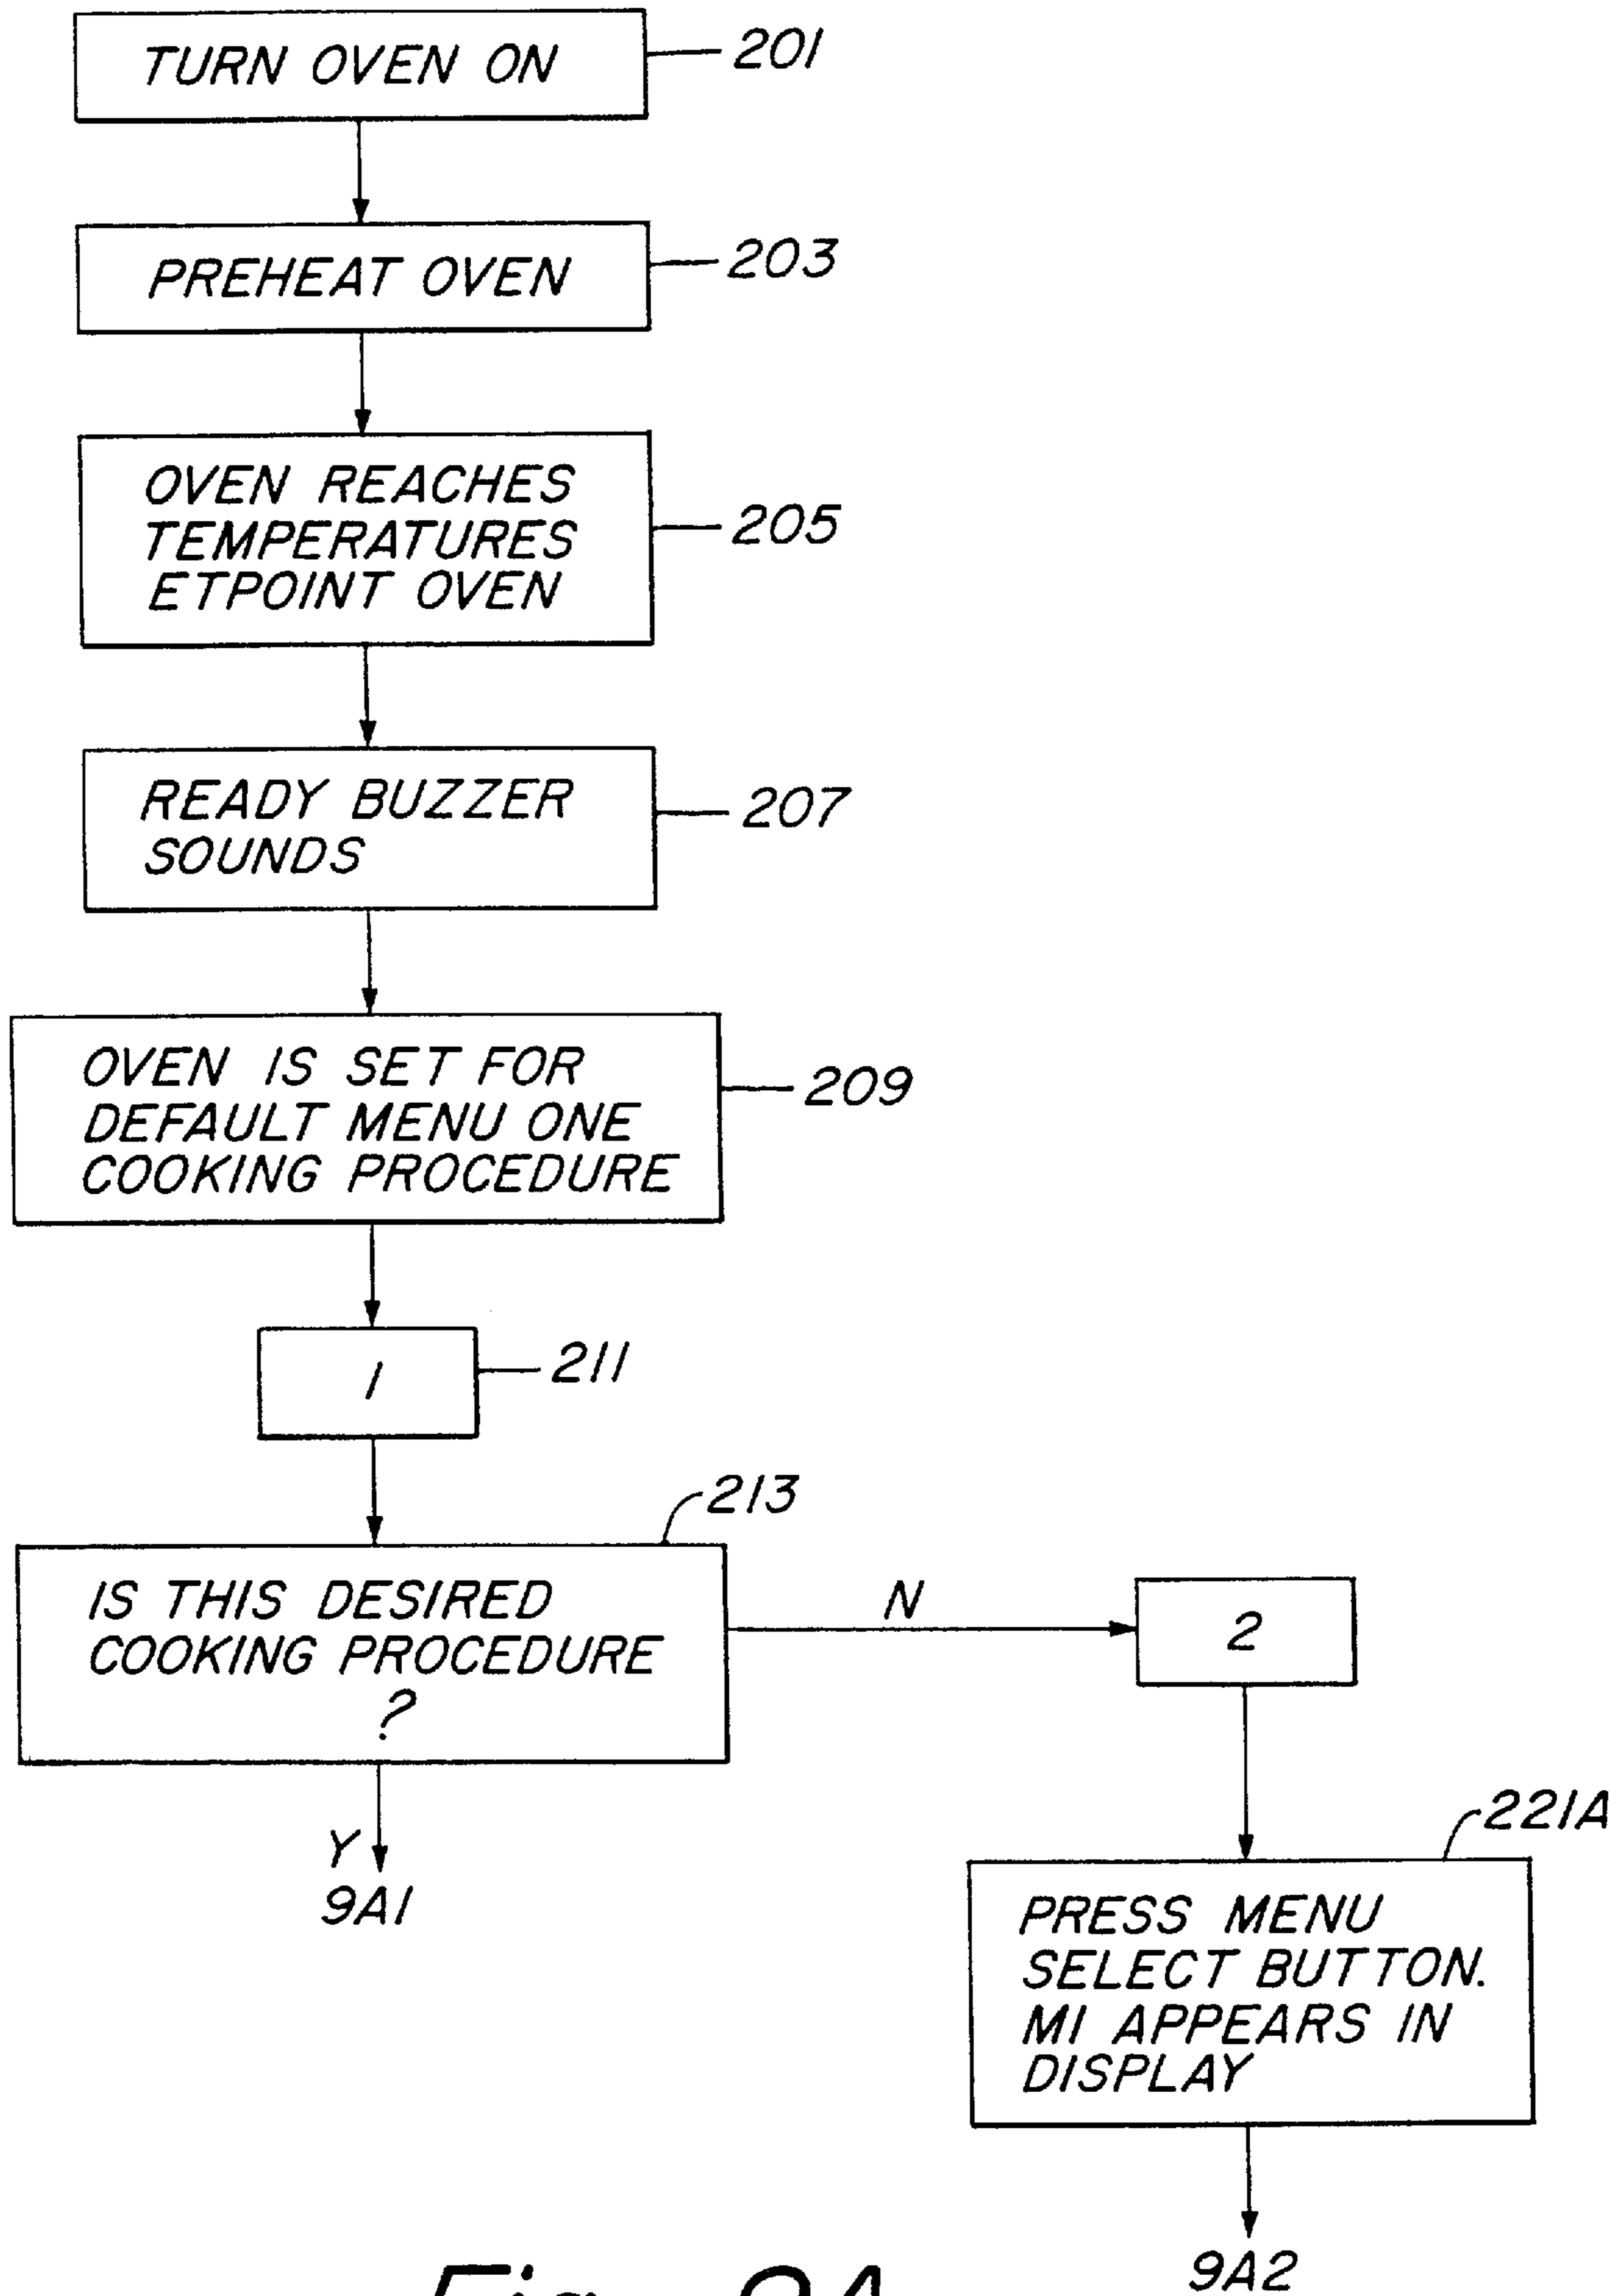 TURN OVEN ON
201
PREHEAT OVEN
203
OVEN REACHES
TEMPERATURES
ETPOINT OVEN
205
READY BUZZER
SOUNDS
207
OVEN IS SET FOR
DEFAULT MENU ONE
COOKING PROCEDURE
209
1
211
213
IS THIS DESIRED
COOKING PROCEDURE
?
N
2
Y
9A1
221A
PRESS MENU
SELECT BUTTON.
M1 APPEARS IN
DISPLAY
9A2